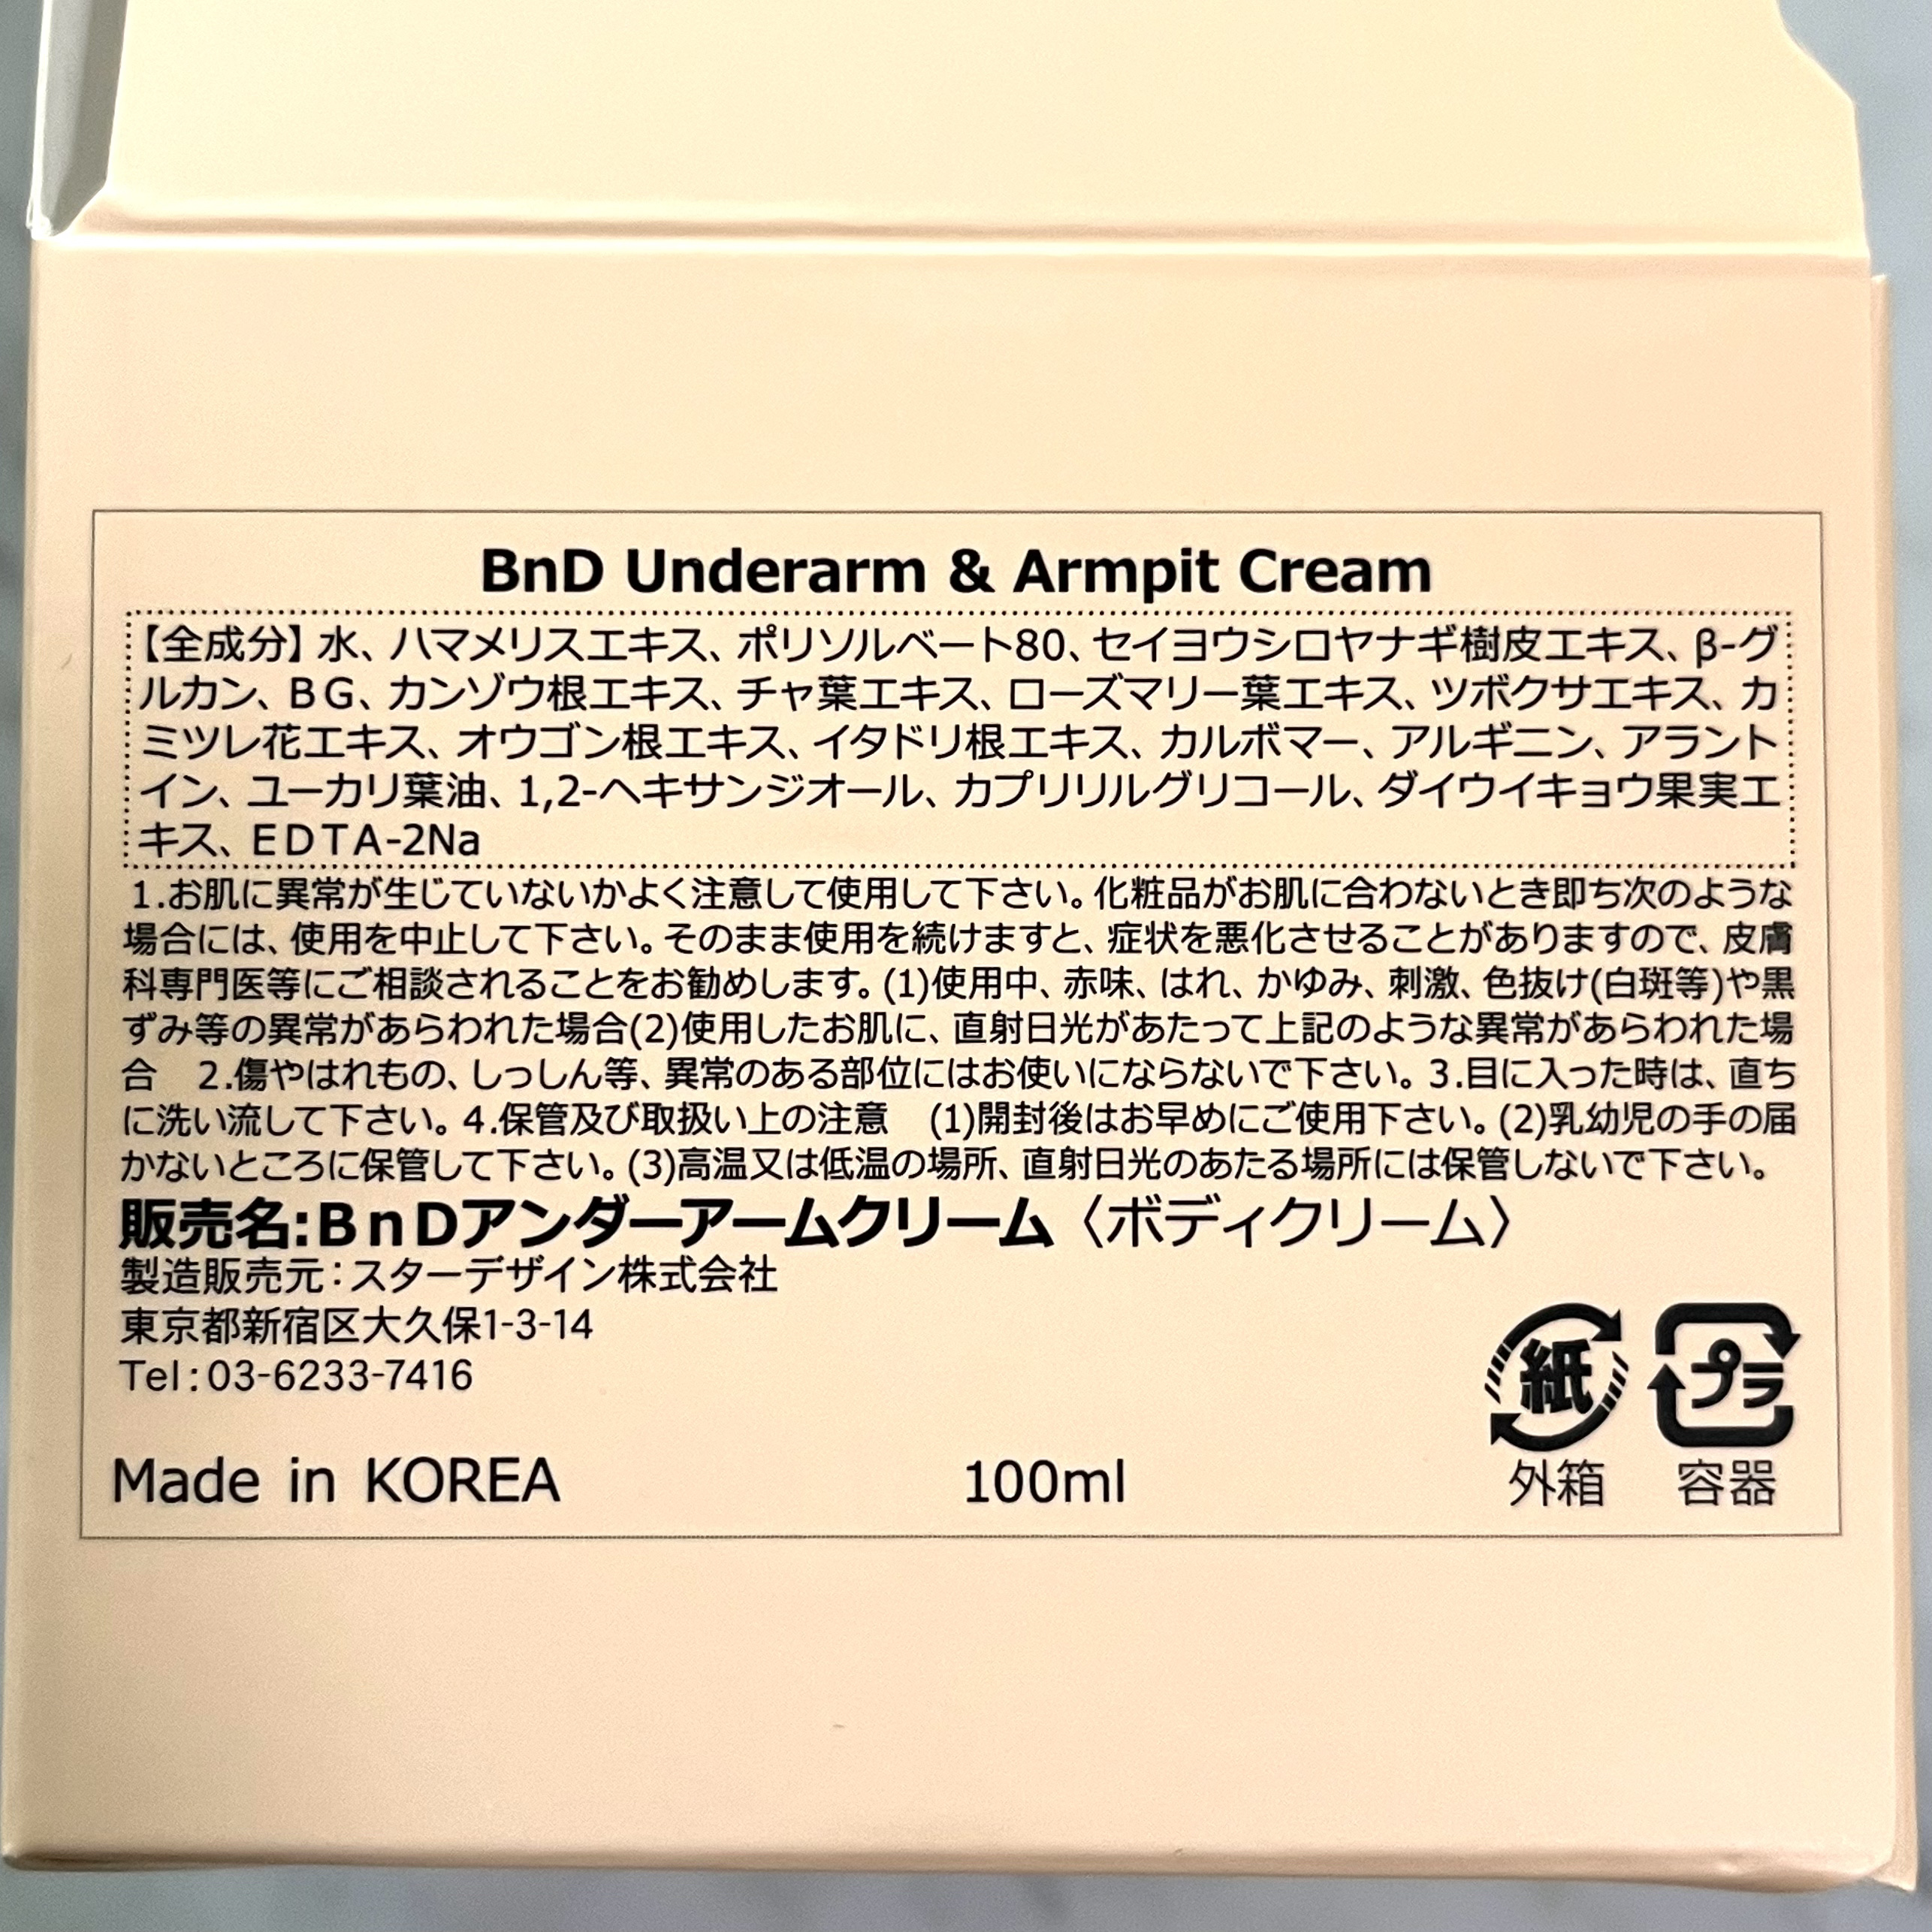 BnD Underarm & Armpit Cream
【全成分】水、ハマメリスエキス、ポリソルベート80、セイヨウシロヤナギ樹皮エキス、β-グ
ルカン、BG、カンゾウ根エキス、チャ葉エキス、ローズマリー葉エキス、ツボクサエキス、カ
ミツレ花エキス、オウゴン根エキス、イタドリ根エキス、カルボマー、アルギニン、アラント
イン、ユーカリ葉油、1,2-ヘキサンジオール、カプリリルグリコール、ダイウイキョウ果実エ
キス、EDTA-2Na
1.お肌に異常が生じていないかよく注意して使用して下さい。化粧品がお肌に合わないとき即ち次のような
場合には、使用を中止して下さい。そのまま使用を続けますと、症状を悪化させることがありますので、皮膚
科専門医等にご相談されることをお勧めします。(1)使用中、赤味、はれ、かゆみ、刺激、色抜け(白斑等)や黒
ずみ等の異常があらわれた場合(2)使用したお肌に、直射日光があたって上記のような異常があらわれた場
合　2.傷やはれもの、しっしん等、異常のある部位にはお使いにならないで下さい。3.目に入った時は、直ち
に洗い流して下さい。4.保管及び取扱い上の注意　(1)開封後はお早めにご使用下さい。(2)乳幼児の手の届
かないところに保管して下さい。(3)高温又は低温の場所、直射日光のあたる場所には保管しないで下さい。
販売名:BnDアンダーアームクリーム〈ボディクリーム〉
製造販売元：スターデザイン株式会社
東京都新宿区大久保1-3-14
Tel:03-6233-7416
紙 プラ
外箱 容器
Made in KOREA 100ml